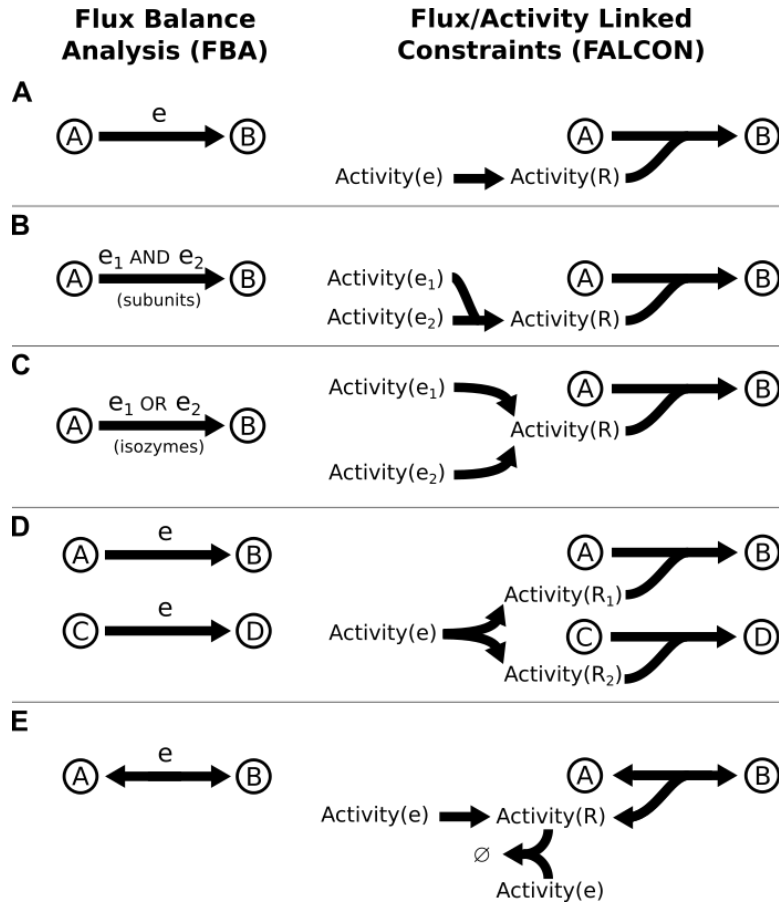 Flux Balance
Analysis (FBA)
Flux/Activity Linked
Constraints (FALCON)
A
e
A B
A B
Activity(e) Activity(R)
B
e₁ AND e₂
A B
(subunits)
Activity(e₁) A B
Activity(e₂) Activity(R)
C
e₁ OR e₂
A B
(isozymes)
Activity(e₁) A B
Activity(R)
Activity(e₂)
D
e
A B
e
C D
A B
Activity(R₁)
Activity(e) C D
Activity(R₂)
E
e
A B
A B
Activity(e) Activity(R)
∅
Activity(e)